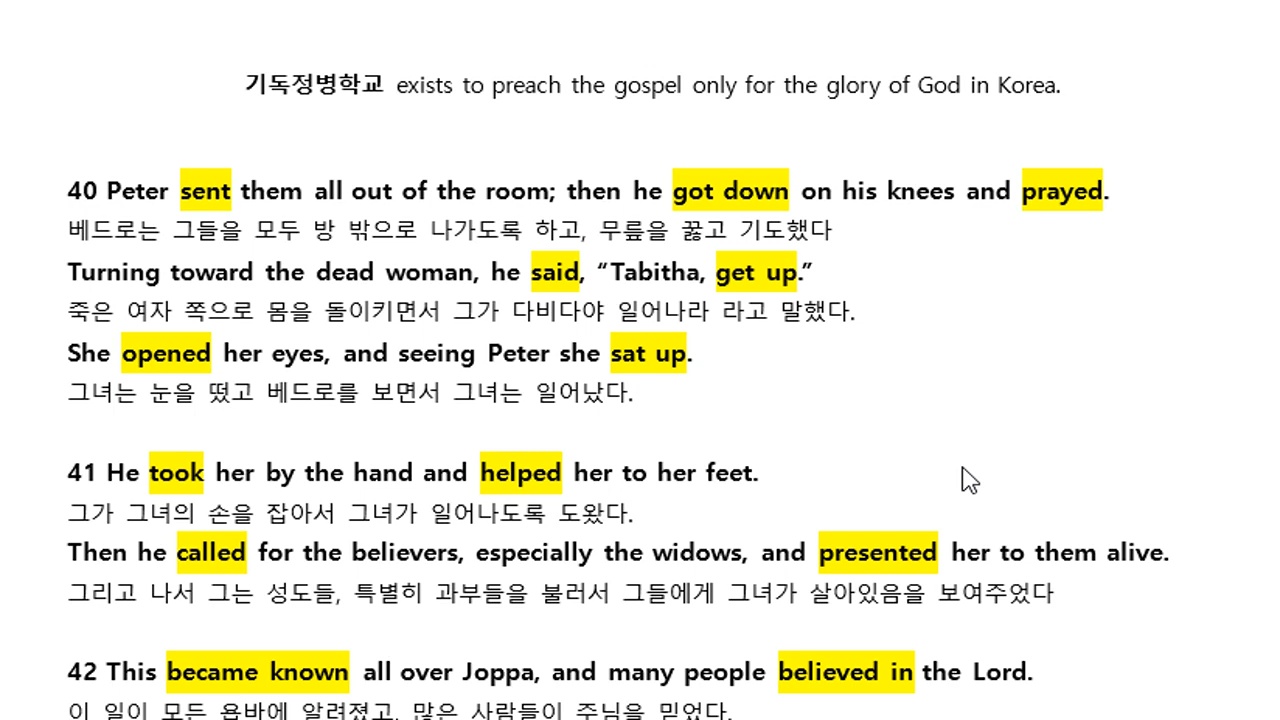 기독정병학교 exists to preach the gospel only for the glory of God in Korea.
40 Peter sent them all out of the room; then he got down on his knees and prayed.
베드로는 그들을 모두 방 밖으로 나가도록 하고, 무릎을 꿇고 기도했다
Turning toward the dead woman, he said, “Tabitha, get up.”
죽은 여자 쪽으로 몸을 돌이키면서 그가 다비다야 일어나라 라고 말했다.
She opened her eyes, and seeing Peter she sat up.
그녀는 눈을 떴고 베드로를 보면서 그녀는 일어났다.
41 He took her by the hand and helped her to her feet.
그가 그녀의 손을 잡아서 그녀가 일어나도록 도왔다.
Then he called for the believers, especially the widows, and presented her to them alive.
그리고 나서 그는 성도들, 특별히 과부들을 불러서 그들에게 그녀가 살아있음을 보여주었다
42 This became known all over Joppa, and many people believed in the Lord.
이 일이 모든 욥바에 알려졌고, 많은 사람들이 주님을 믿었다.